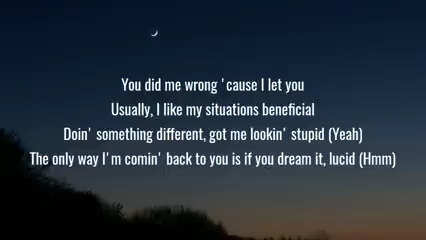 You did me wrong 'cause I let you
Usually, I like my situations beneficial
Doin' something different, got me lookin' stupid (Yeah)
The only way I'm comin' back to you is if you dream it, lucid (Hmm)